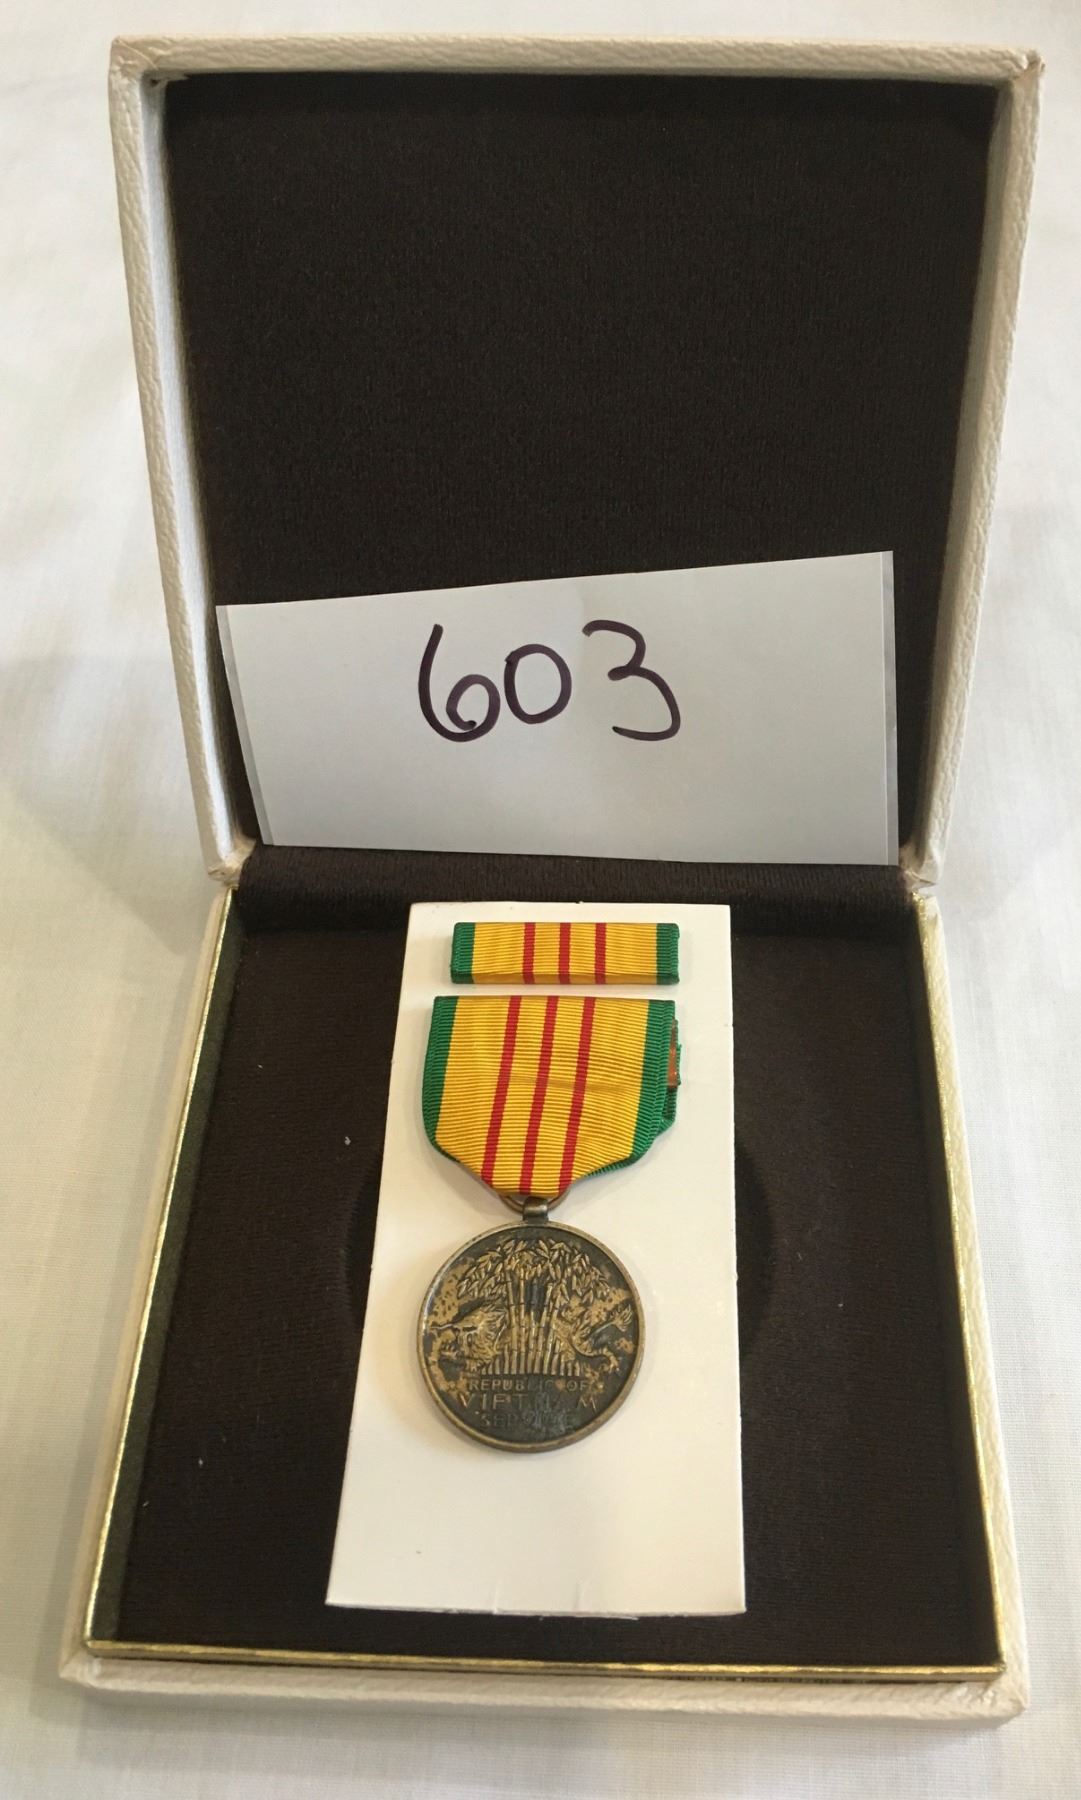 603
REPUBLIC OF
VIETNAM
SERVICE